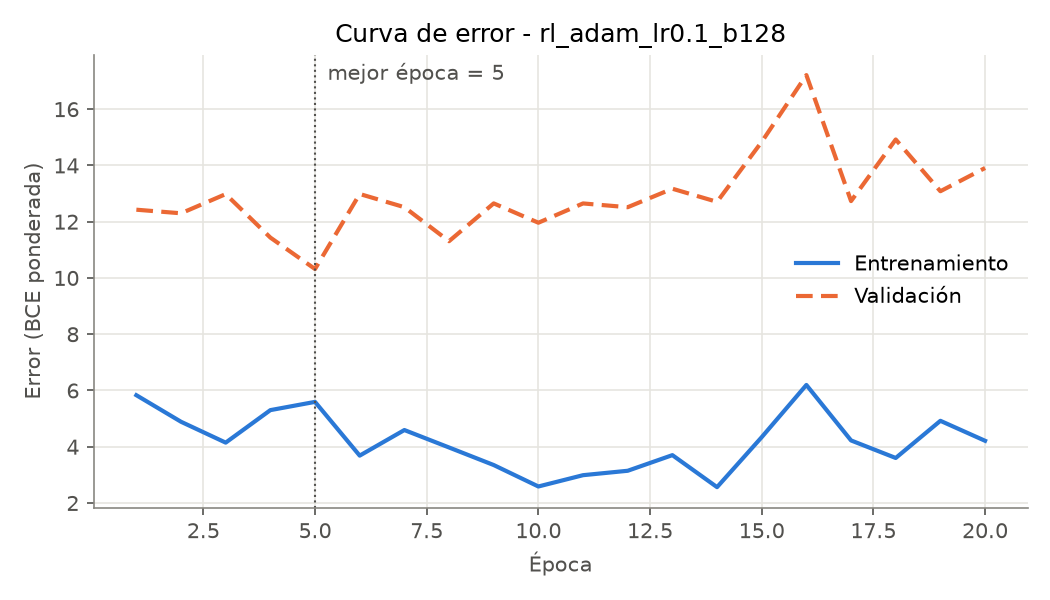 Curva de error - rl_adam_lr0.1_b128
mejor época = 5
Error (BCE ponderada)
16
14
12
10
8
6
4
2
Entrenamiento
Validación
2.5 5.0 7.5 10.0 12.5 15.0 17.5 20.0
Época